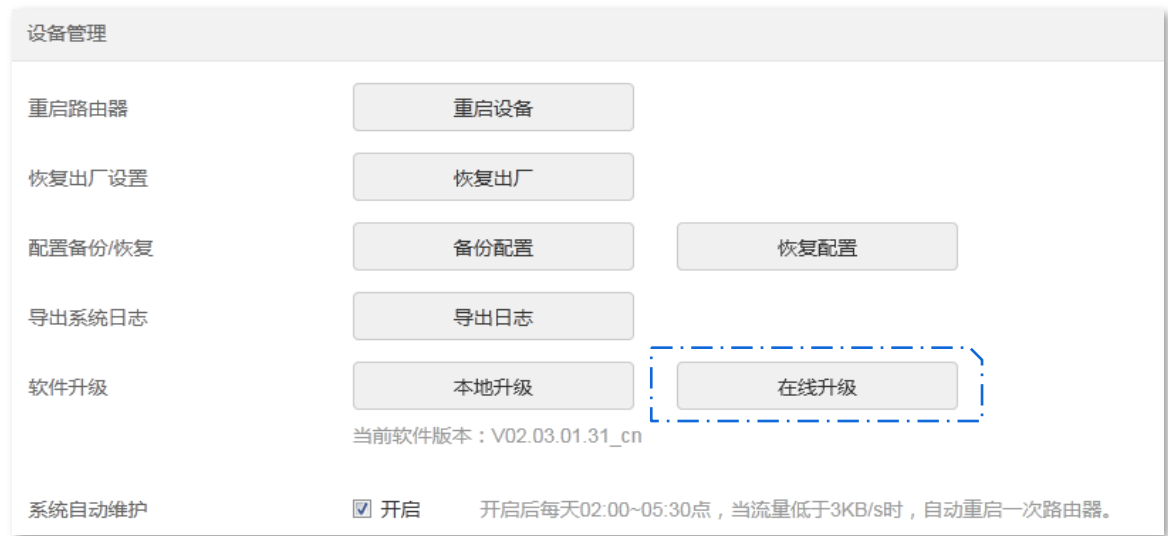 设备管理
重启路由器 重启设备
恢复出厂设置 恢复出厂
配置备份/恢复 备份配置 恢复配置
导出系统日志 导出日志
软件升级 本地升级 在线升级
当前软件版本：V02.03.01.31_cn
系统自动维护 开启 开启后每天02:00~05:30点，当流量低于3KB/s时，自动重启一次路由器。